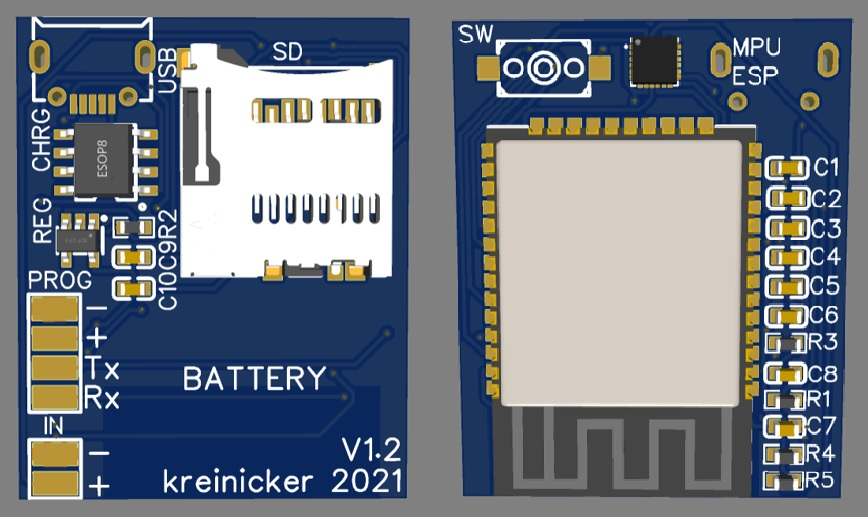 USB
SD
CHRG
ESOP8
REG
C10C9R2
PROG
-
+
Tx
Rx
IN
-
+
BATTERY
V1.2
kreinicker 2021
SW
MPU
ESP
C1
C2
C3
C4
C5
C6
R3
C8
R1
C7
R4
R5